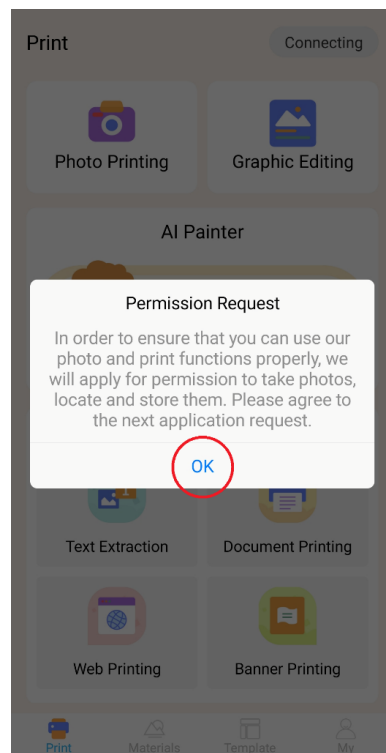 Print
Connecting
Photo Printing
Graphic Editing
AI Painter
Permission Request
In order to ensure that you can use our
photo and print functions properly, we
will apply for permission to take photos,
locate and store them. Please agree to
the next application request.
OK
Text Extraction
Document Printing
Web Printing
Banner Printing
Print
Materials
Template
My